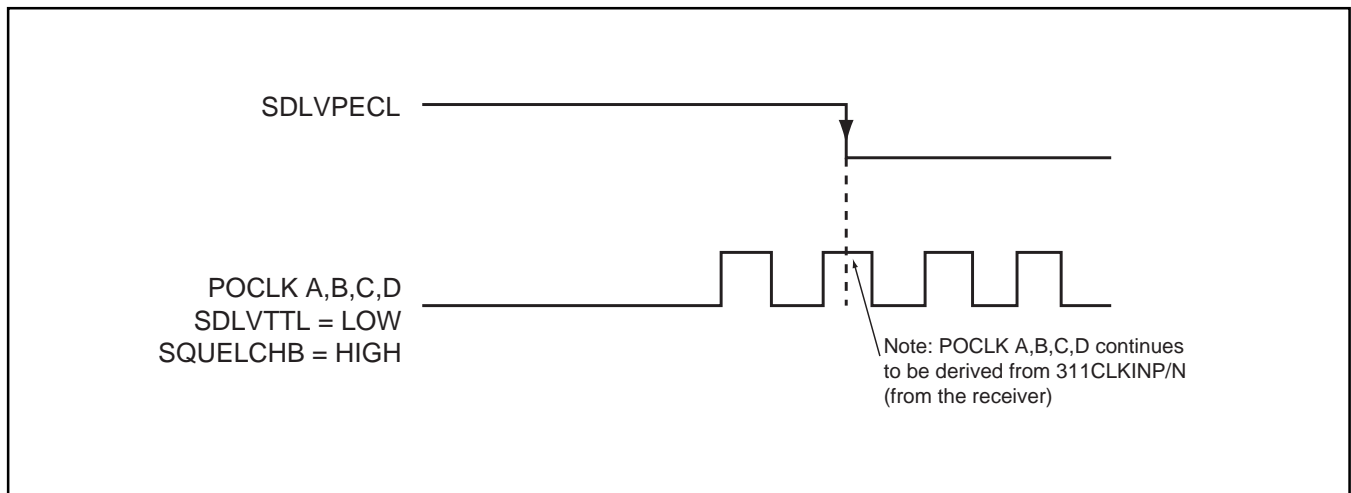 SDLVPECL
POCLK A,B,C,D
SDLVTTL = LOW
SQUELCHB = HIGH
Note: POCLK A,B,C,D continues
to be derived from 311CLKINP/N
(from the receiver)